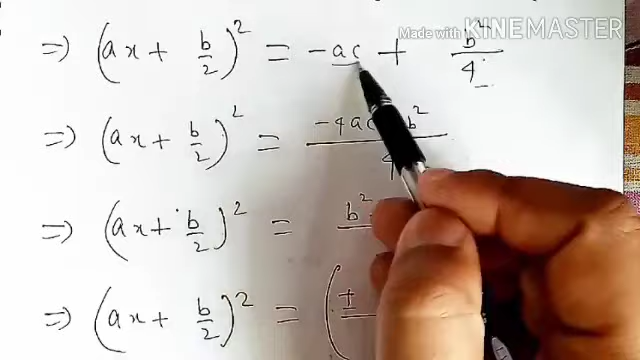 Made with KINEMASTER
⇒ (ax + b/2)² = -ac + b²/4
⇒ (ax + b/2)² = -4ac b²/4
⇒ (ax + b/2)² = b²
⇒ (ax + b/2)² = (±